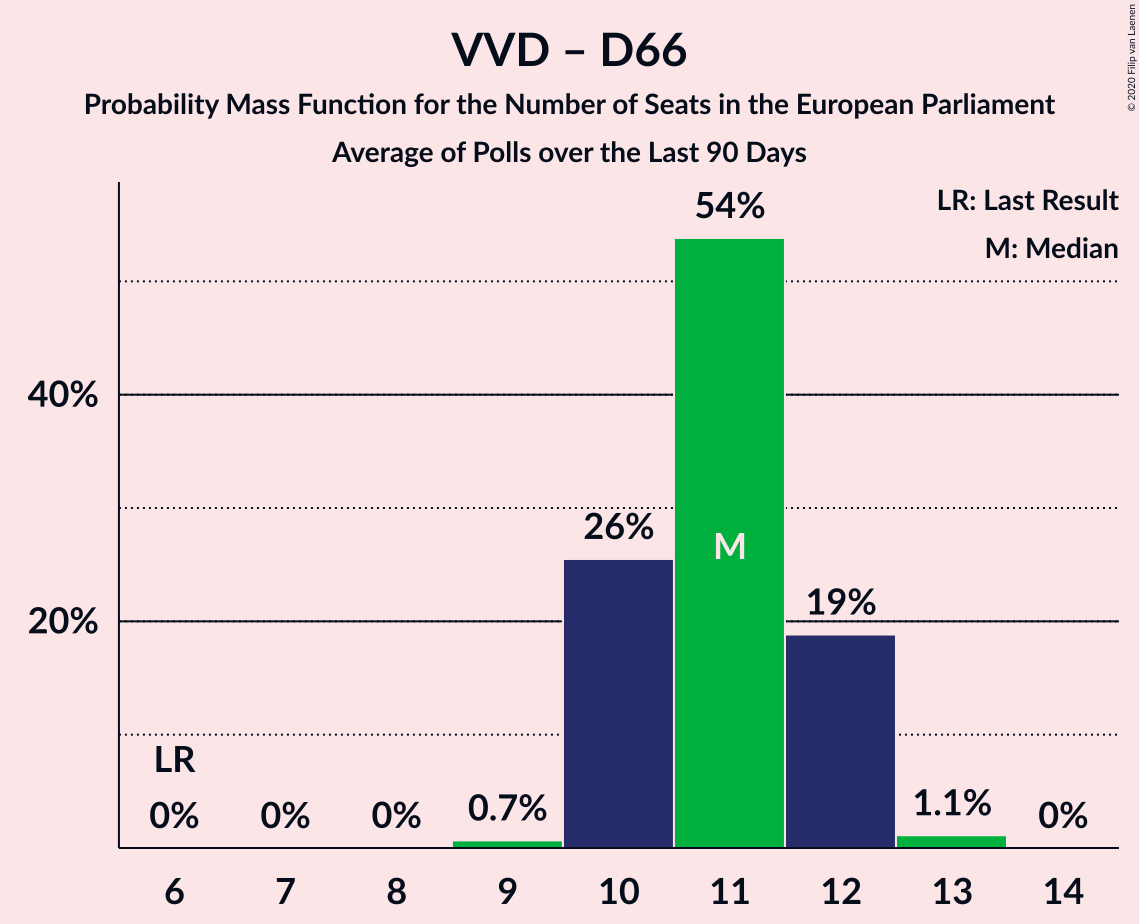 VVD – D66
Probability Mass Function for the Number of Seats in the European Parliament
Average of Polls over the Last 90 Days
© 2020 Filip van Laenen
LR: Last Result
M: Median
54%
40%
26%
M
19%
20%
LR
0%
0%
0%
0.7%
1.1%
0%
6 7 8 9 10 11 12 13 14